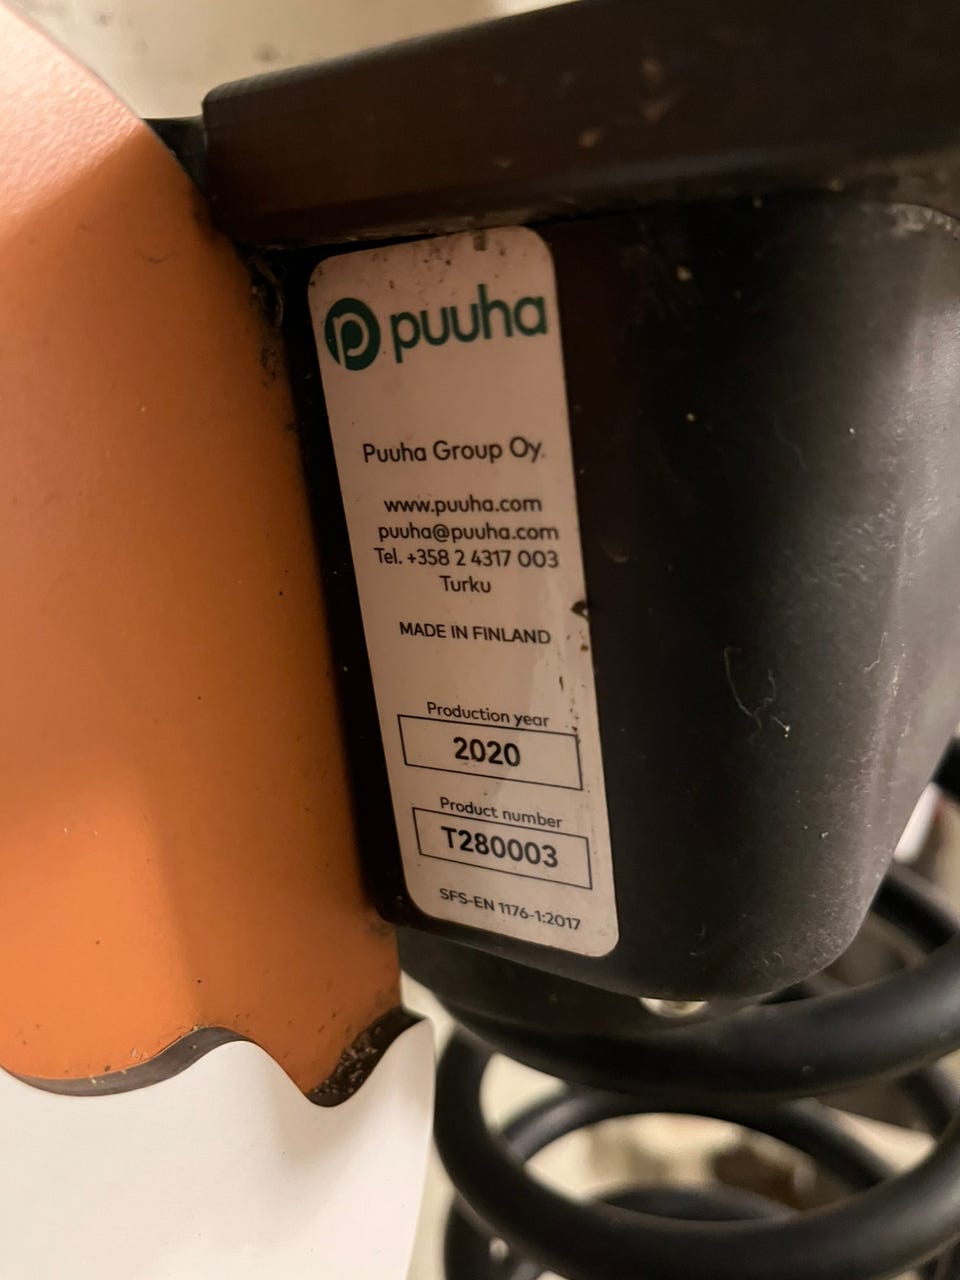 puuha
Puuha Group Oy.
www.puuha.com
puuha@puuha.com
Tel. +358 2 4317 003
Turku
MADE IN FINLAND
Production year
2020
Product number
T280003
SFS-EN 1176-1:2017